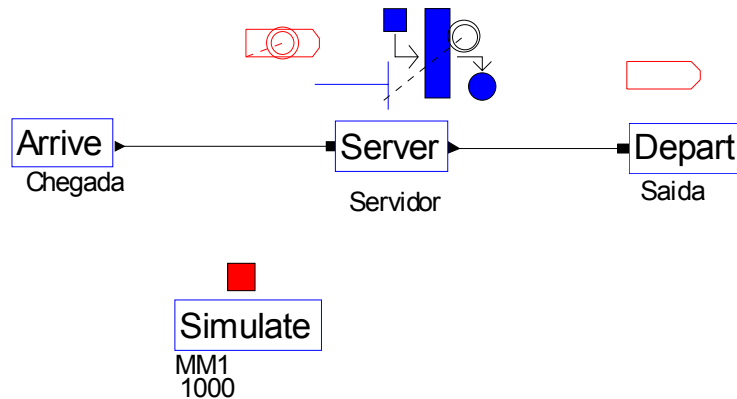 Arrive
Chegada
Server
Servidor
Depart
Saida
Simulate
MM1
1000